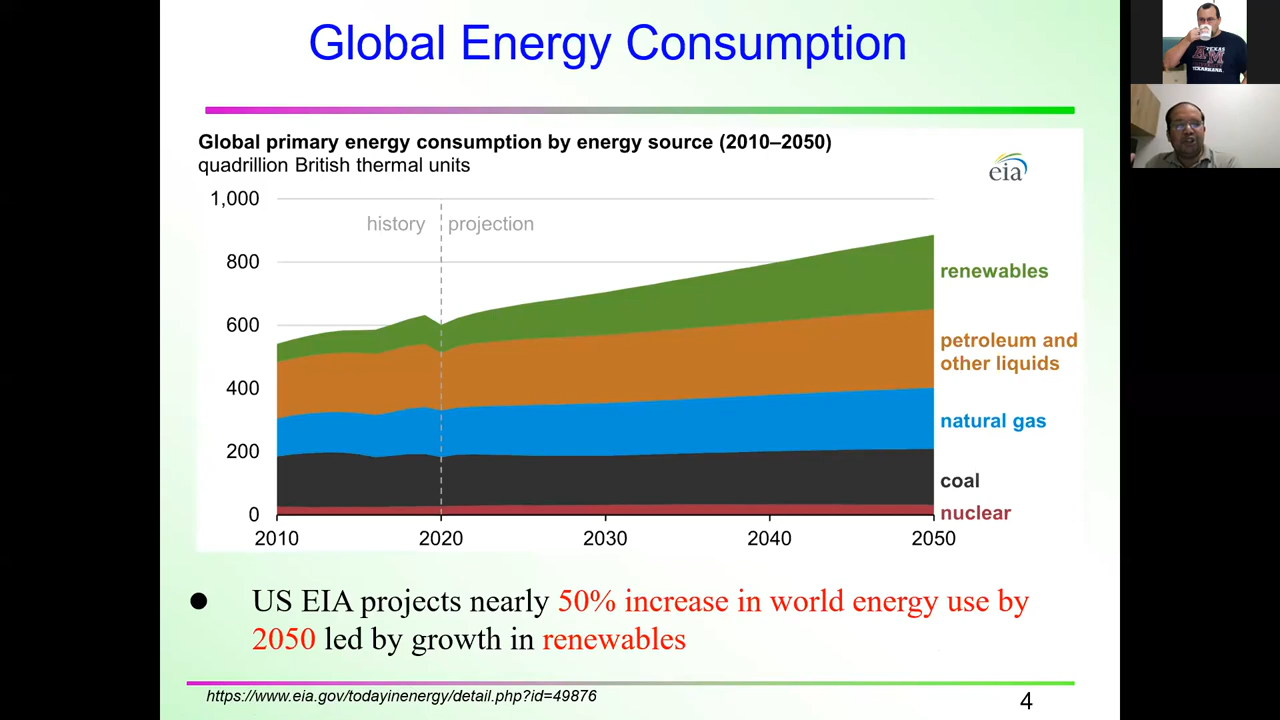 Global Energy Consumption
Global primary energy consumption by energy source (2010–2050)
quadrillion British thermal units
eia
1,000
800
600
400
200
0
history
projection
renewables
petroleum and
other liquids
natural gas
coal
nuclear
2010
2020
2030
2040
2050
● US EIA projects nearly 50% increase in world energy use by
2050 led by growth in renewables
https://www.eia.gov/todayinenergy/detail.php?id=49876
4
TEXAS
A&M
TEXARKANA